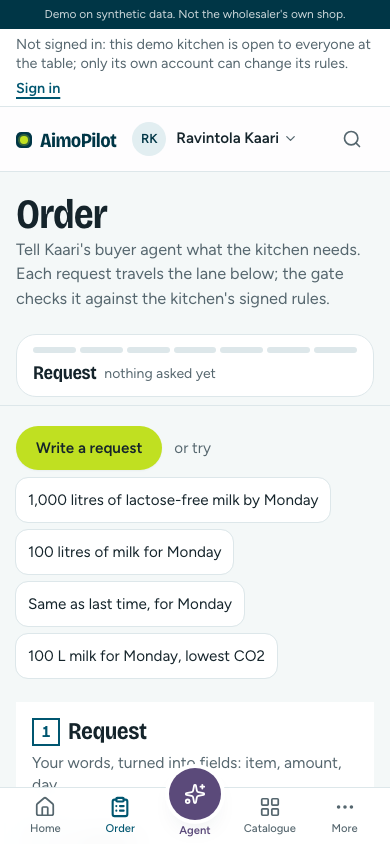 Demo on synthetic data. Not the wholesaler's own shop.
Not signed in: this demo kitchen is open to everyone at
the table; only its own account can change its rules.
Sign in
AimoPilot RK Ravintola Kaari
Order
Tell Kaari's buyer agent what the kitchen needs.
Each request travels the lane below; the gate
checks it against the kitchen's signed rules.
Request nothing asked yet
Write a request or try
1,000 litres of lactose-free milk by Monday
100 litres of milk for Monday
Same as last time, for Monday
100 L milk for Monday, lowest CO2
1 Request
Your words, turned into fields: item, amount,
day
Home Order Agent Catalogue More